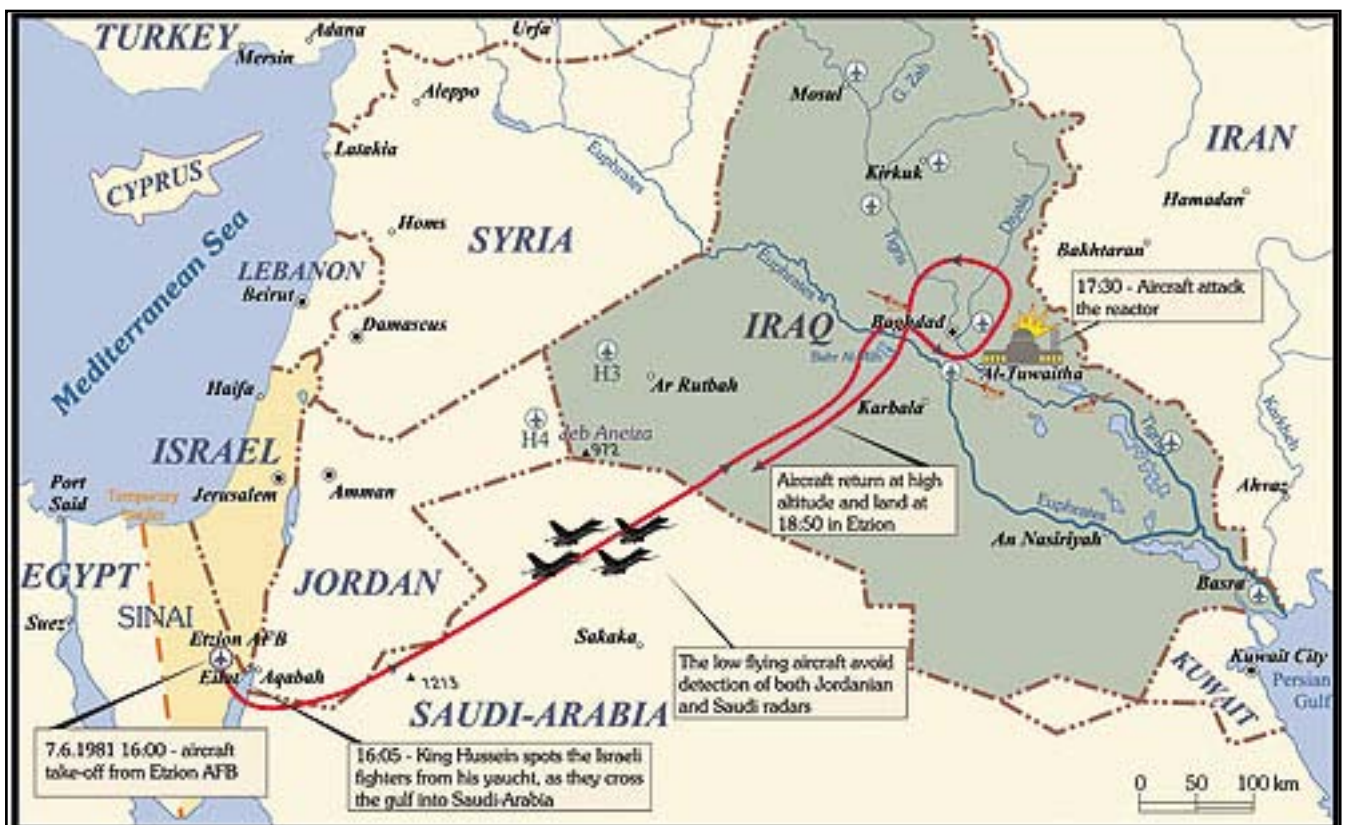 TURKEY
Adana
Mersin
Urfa
Aleppo
Latakia
CYPRUS
Mediterranean Sea
Homs
SYRIA
Euphrates
LEBANON
Beirut
Damascus
Mosul
G. Zab
Kirkuk
IRAN
Hamadan
Bakhtaran
Tigris
Diyala
Euphrates
IRAQ
Baghdad
17:30 - Aircraft attack
the reactor
Al-Tuwaitha
H3
Ar Rutbah
Karbala
H4
972
Haifa
ISRAEL
Jerusalem
Amman
Port
Said
Aircraft return at high
altitude and land at
18:50 in Etzion
Tigris
Euphrates
An Nasiriyah
Ahvaz
Basra
EGYPT
SINAI
Suez
JORDAN
Etzion AFB
Eilat
Aqabah
1213
Sakaka
SAUDI-ARABIA
The low flying aircraft avoid
detection of both Jordanian
and Saudi radars
KUWAIT
Kuwait City
Persian
Gulf
7.6.1981 16:00 - aircraft
take-off from Etzion AFB
16:05 - King Hussein spots the Israeli
fighters from his yaucht, as they cross
the gulf into Saudi-Arabia
0 50 100 km